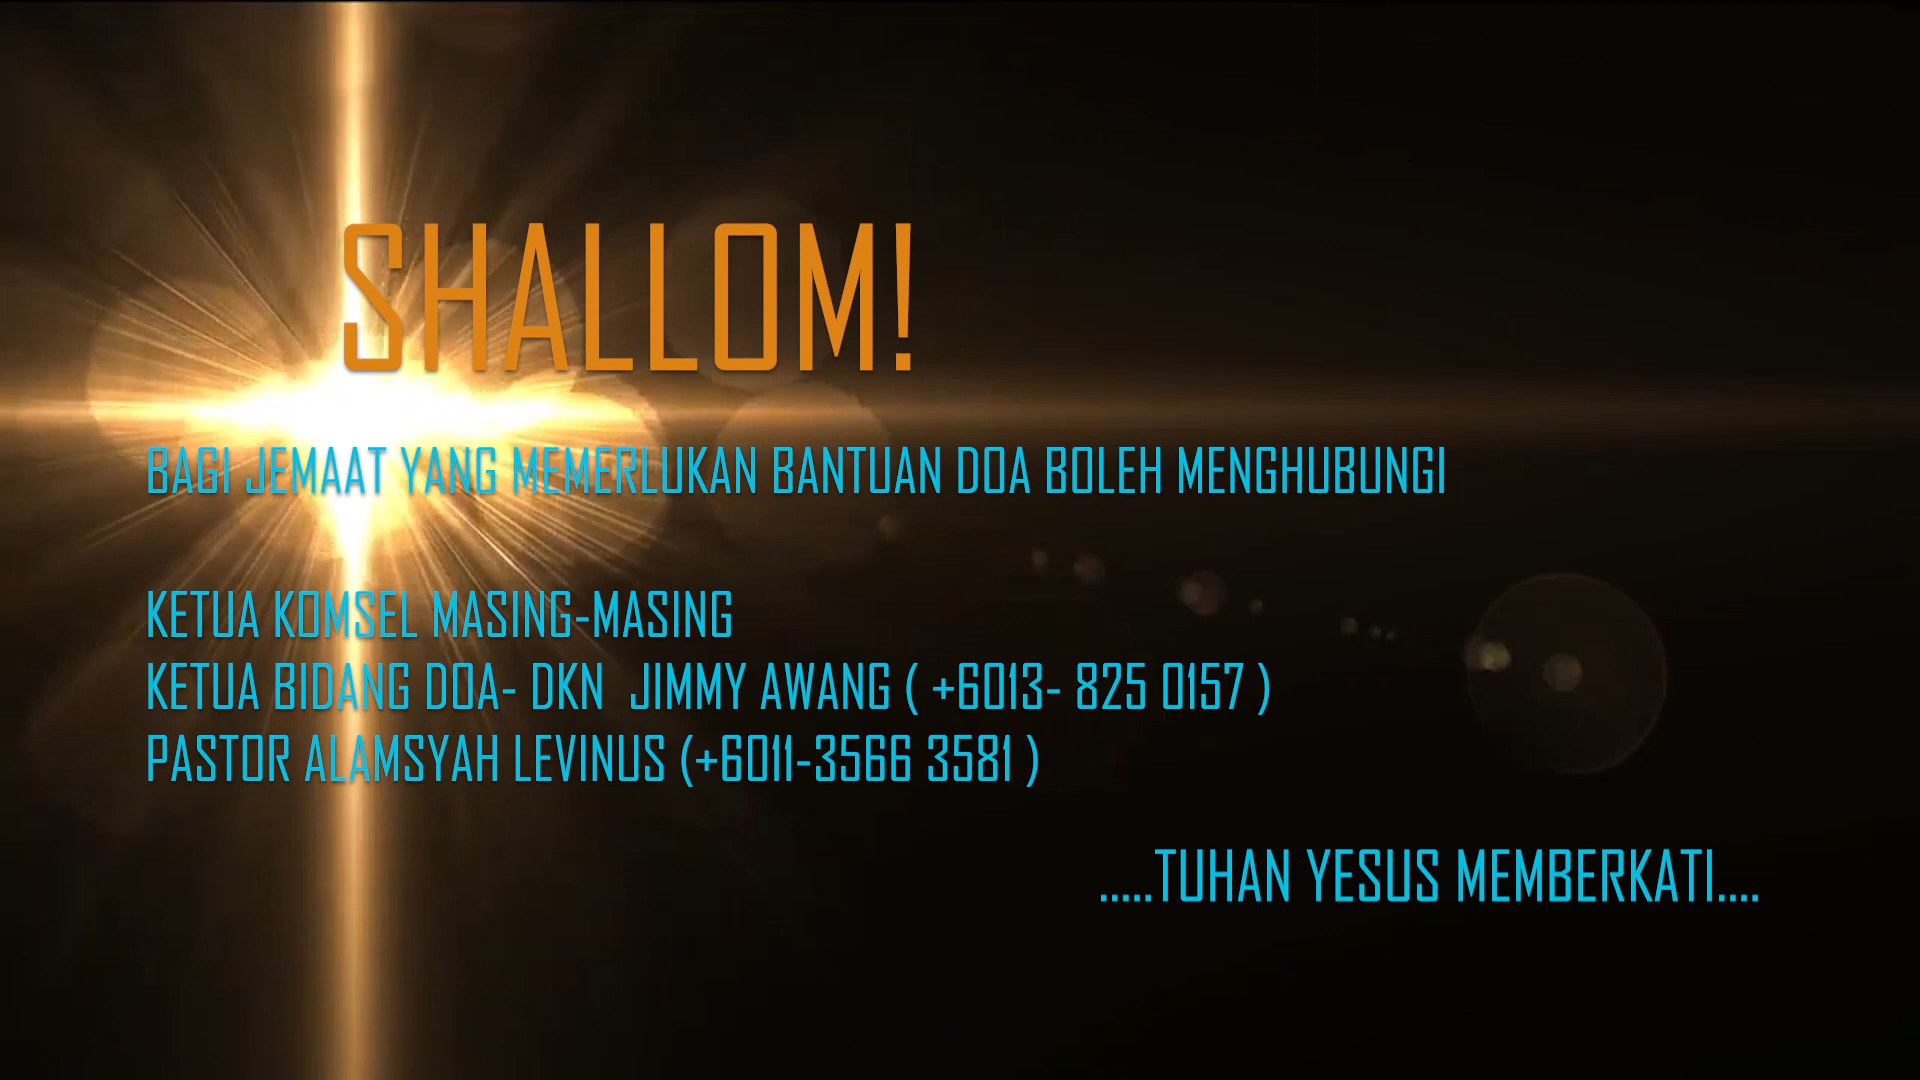 SHALLOM!
BAGI JEMAAT YANG MEMERLUKAN BANTUAN DOA BOLEH MENGHUBUNGI
KETUA KOMSEL MASING-MASING
KETUA BIDANG DOA- DKN  JIMMY AWANG ( +6013- 825 0157 )
PASTOR ALAMSYAH LEVINUS (+6011-3566 3581 )
.....TUHAN YESUS MEMBERKATI....